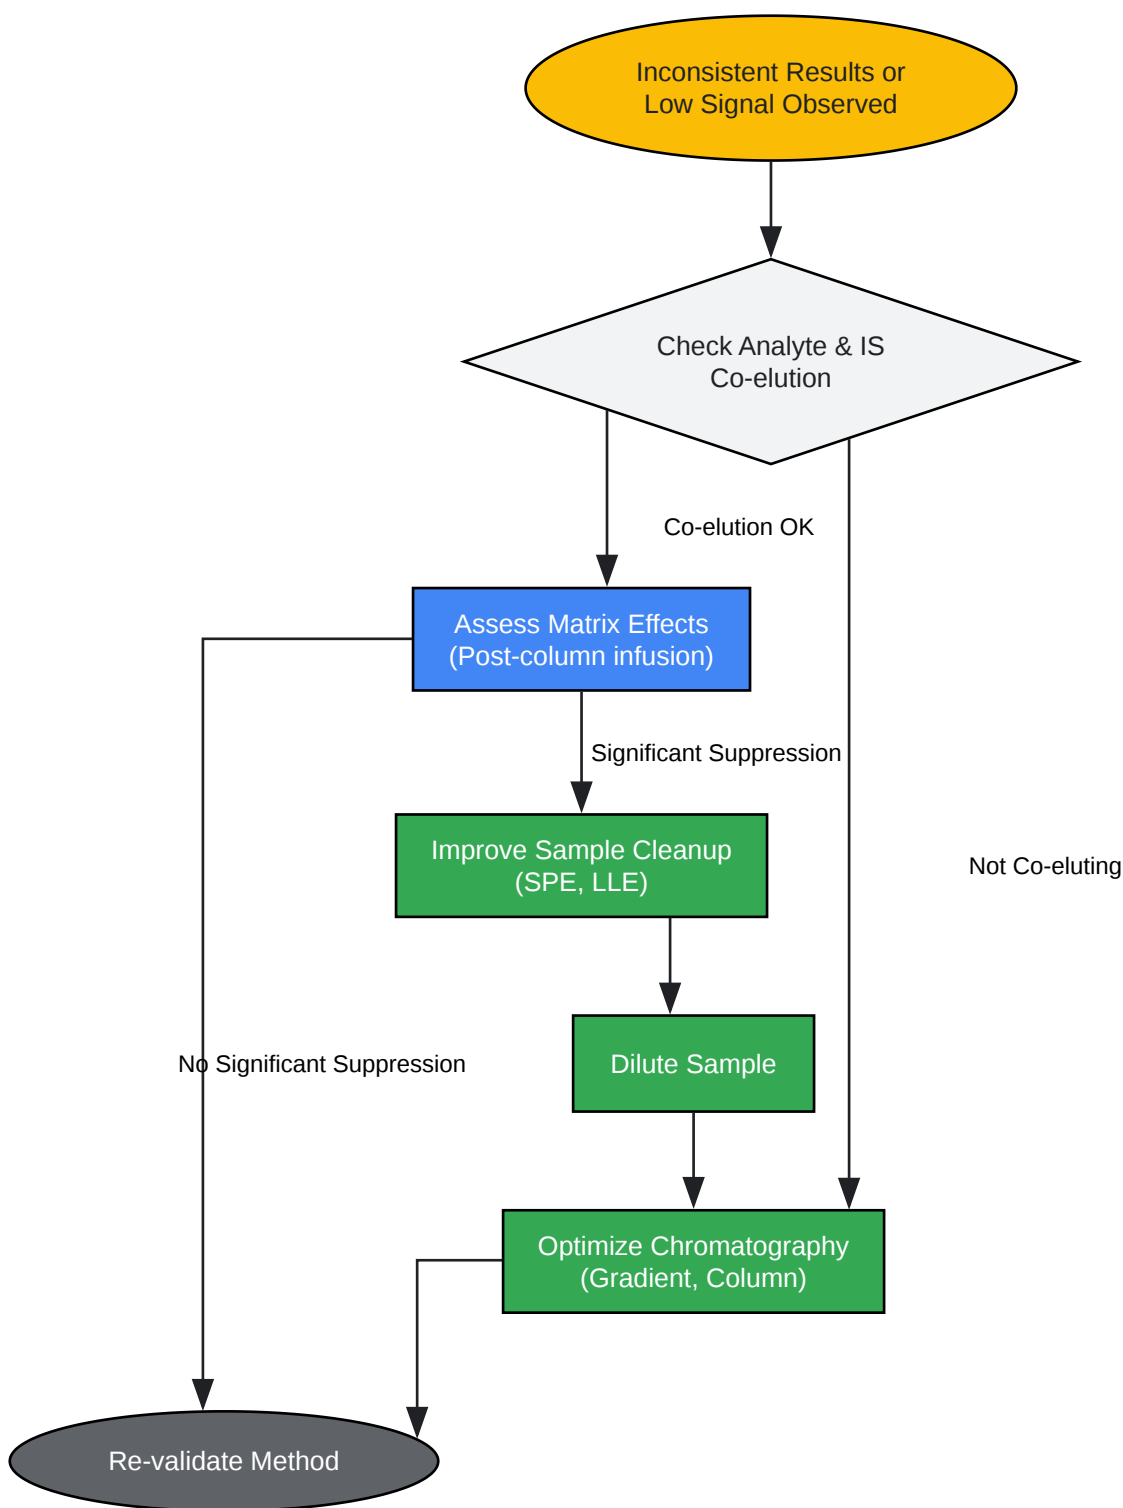 Inconsistent Results or
Low Signal Observed
Check Analyte & IS
Co-elution
Co-elution OK
Assess Matrix Effects
(Post-column infusion)
Significant Suppression
Improve Sample Cleanup
(SPE, LLE)
Not Co-eluting
No Significant Suppression
Dilute Sample
Optimize Chromatography
(Gradient, Column)
Re-validate Method